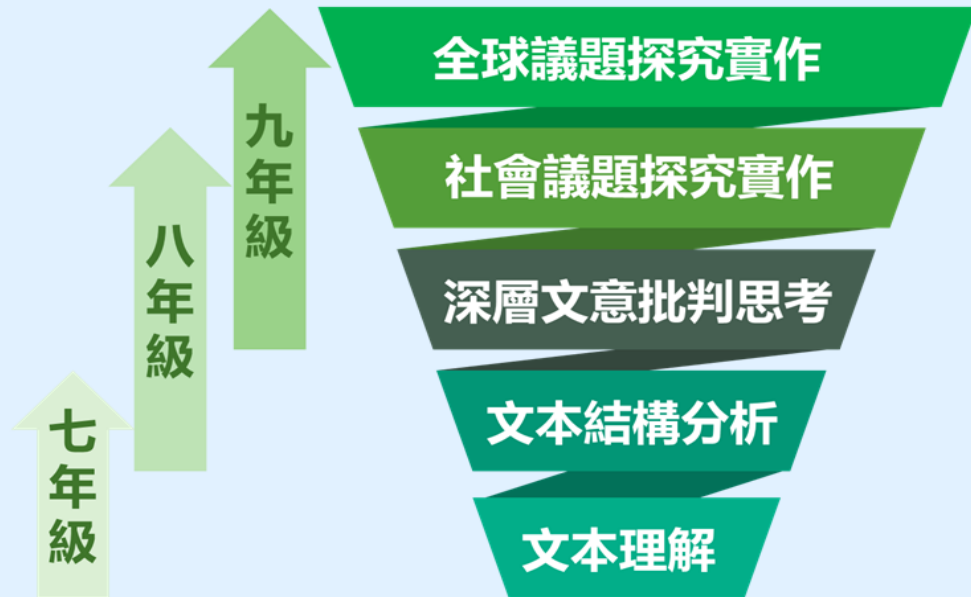 全球議題探究實作
社會議題探究實作
深層文意批判思考
文本結構分析
文本理解
九年級
八年級
七年級